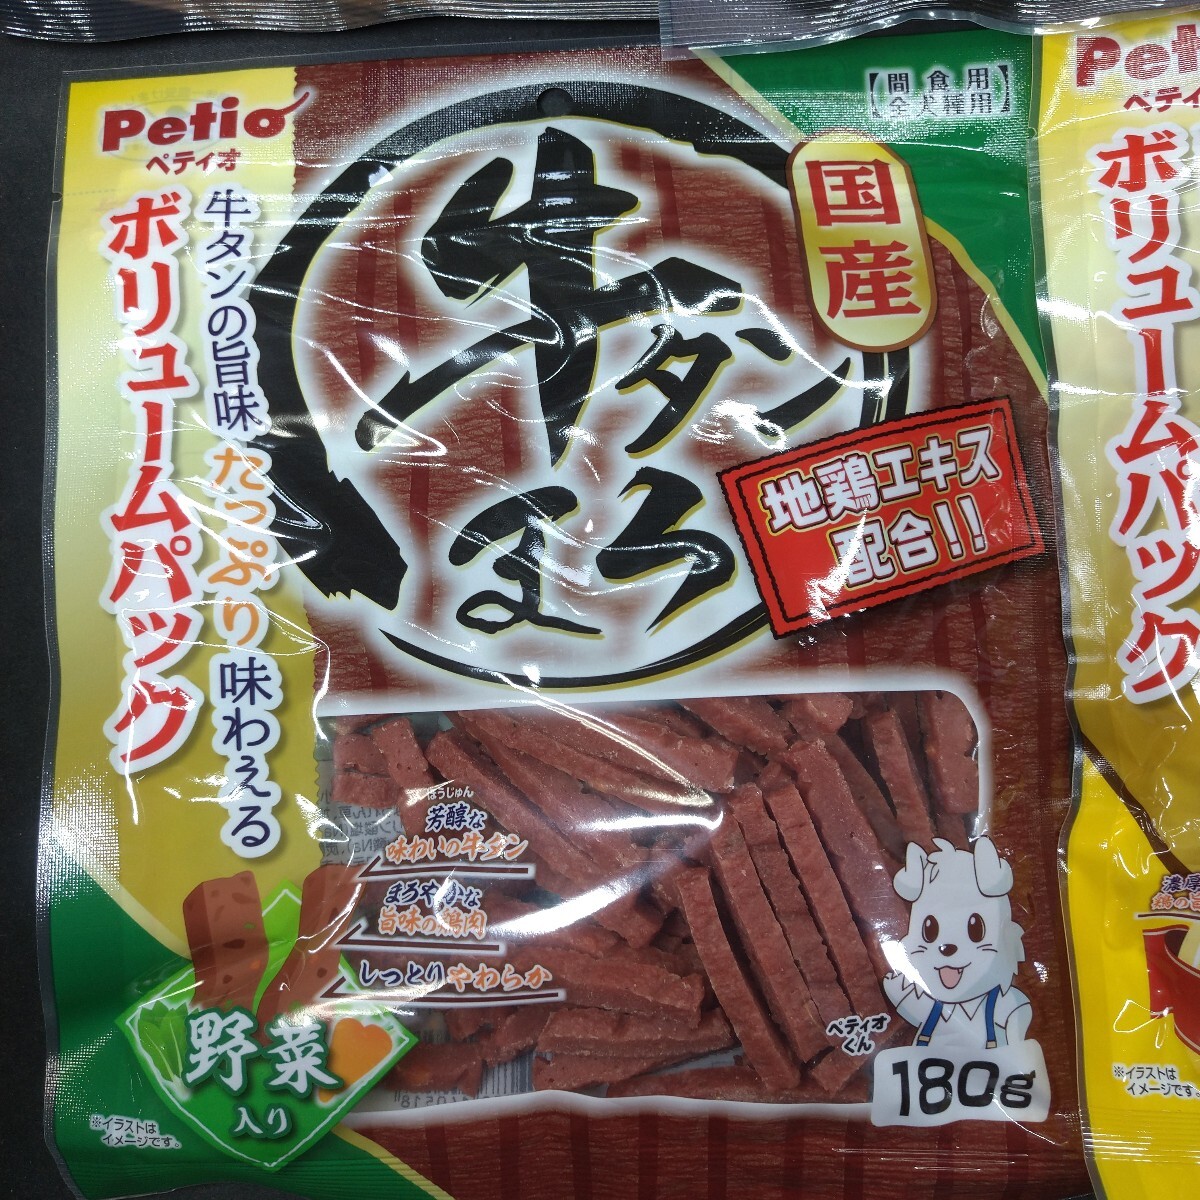 【間食用
全犬種用】
Petio
ペティオ
国産
牛タン
まろ
牛タンの旨味たっぷり味わえる
ボリュームパック
地鶏エキス
配合!!
ほうじゅん
芳醇な
味わいの牛タン
まろやかな
旨味の鶏肉
しっとりやわらか
野菜
入り
※イラストは
イメージです。
ペティオ
くん
180g
ペティ
ボリュームパック
濃厚
※イラストは
イメージです。